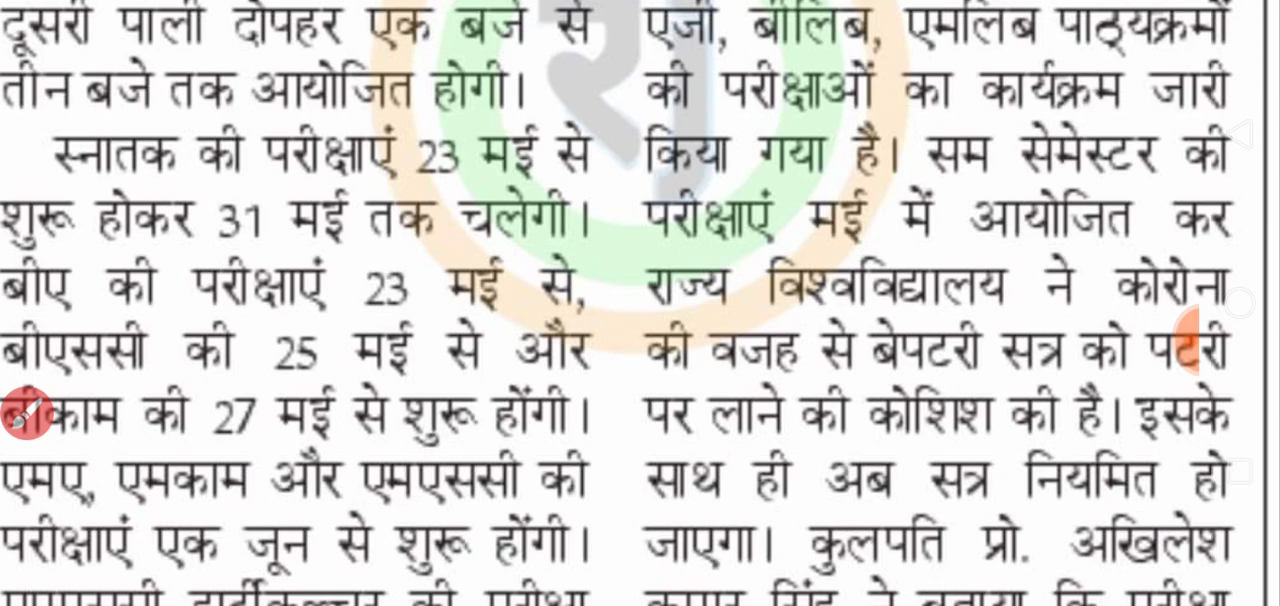 दूसरी पाली दोपहर एक बजे से
तीन बजे तक आयोजित होगी।
स्नातक की परीक्षाएं 23 मई से
शुरू होकर 31 मई तक चलेगी।
बीए की परीक्षाएं 23 मई से,
बीएससी की 25 मई से और
बीकाम की 27 मई से शुरू होंगी।
एमए, एमकाम और एमएससी की
परीक्षाएं एक जून से शुरू होंगी।
एजी, बीलिब, एमलिब पाठ्यक्रमों
की परीक्षाओं का कार्यक्रम जारी
किया गया है। सम सेमेस्टर की
परीक्षाएं मई में आयोजित कर
राज्य विश्वविद्यालय ने कोरोना
की वजह से बेपटरी सत्र को पटरी
पर लाने की कोशिश की है। इसके
साथ ही अब सत्र नियमित हो
जाएगा। कुलपति प्रो. अखिलेश